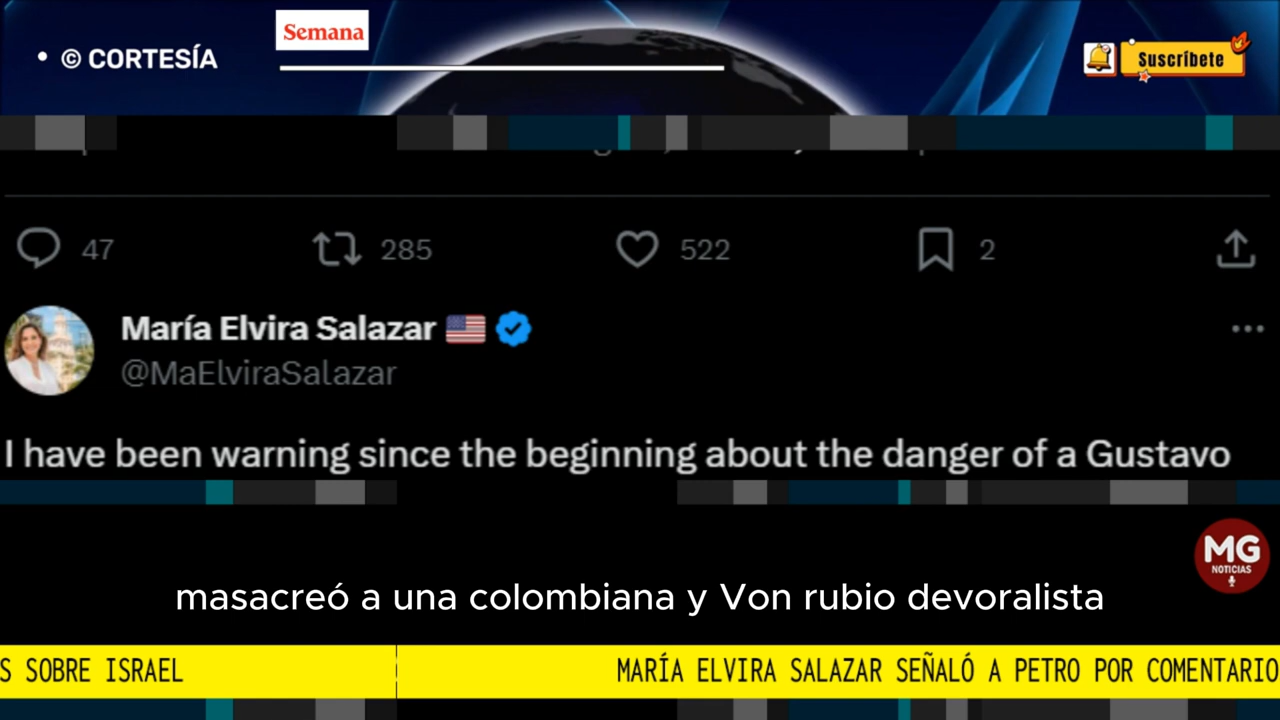 Semana
• © CORTESÍA
Suscríbete
47 285 522 2
María Elvira Salazar
@MaElviraSalazar
I have been warning since the beginning about the danger of a Gustavo
MG
NOTICIAS
masacreó a una colombiana y Von rubio devoralista
S SOBRE ISRAEL MARÍA ELVIRA SALAZAR SEÑALÓ A PETRO POR COMENTARIO